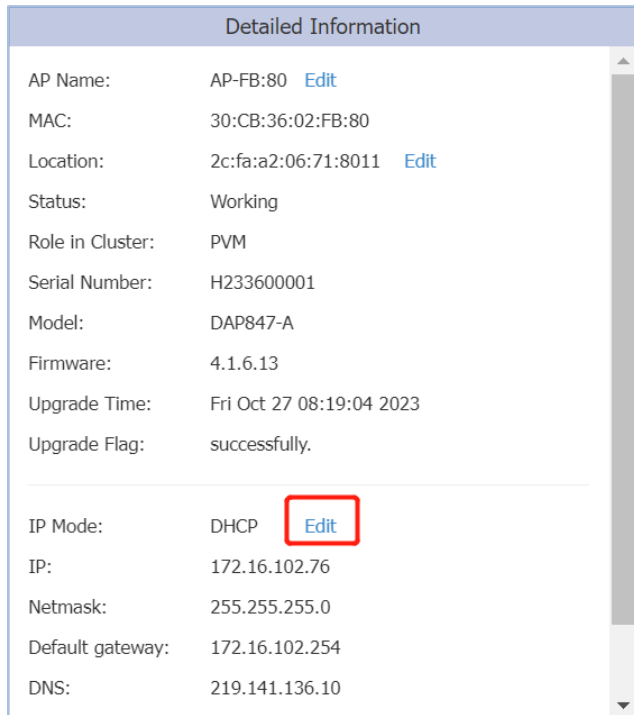 Detailed Information
AP Name: AP-FB:80 Edit
MAC: 30:CB:36:02:FB:80
Location: 2c:fa:a2:06:71:8011 Edit
Status: Working
Role in Cluster: PVM
Serial Number: H233600001
Model: DAP847-A
Firmware: 4.1.6.13
Upgrade Time: Fri Oct 27 08:19:04 2023
Upgrade Flag: successfully.
IP Mode: DHCP Edit
IP: 172.16.102.76
Netmask: 255.255.255.0
Default gateway: 172.16.102.254
DNS: 219.141.136.10